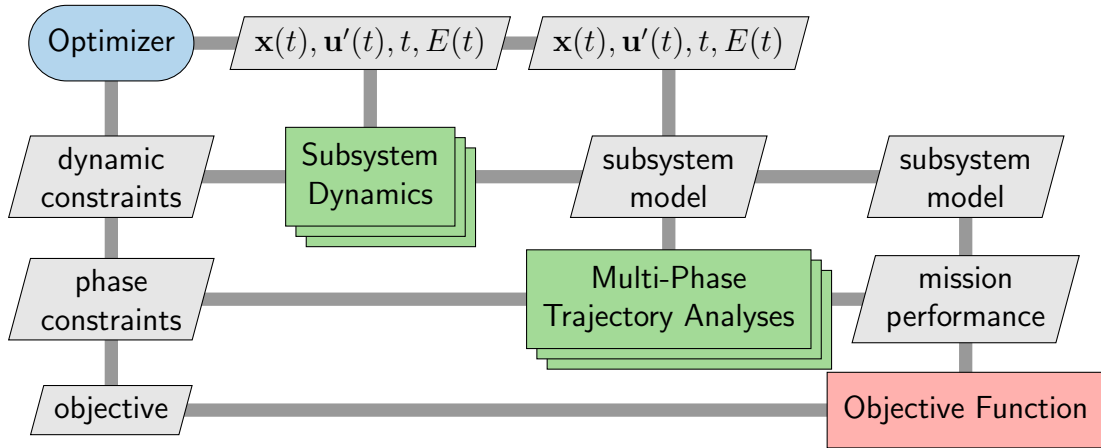 Optimizer
𝐱(t), 𝐮′(t), t, E(t)
𝐱(t), 𝐮′(t), t, E(t)
dynamic
constraints
Subsystem
Dynamics
subsystem
model
subsystem
model
phase
constraints
Multi-Phase
Trajectory Analyses
mission
performance
objective
Objective Function